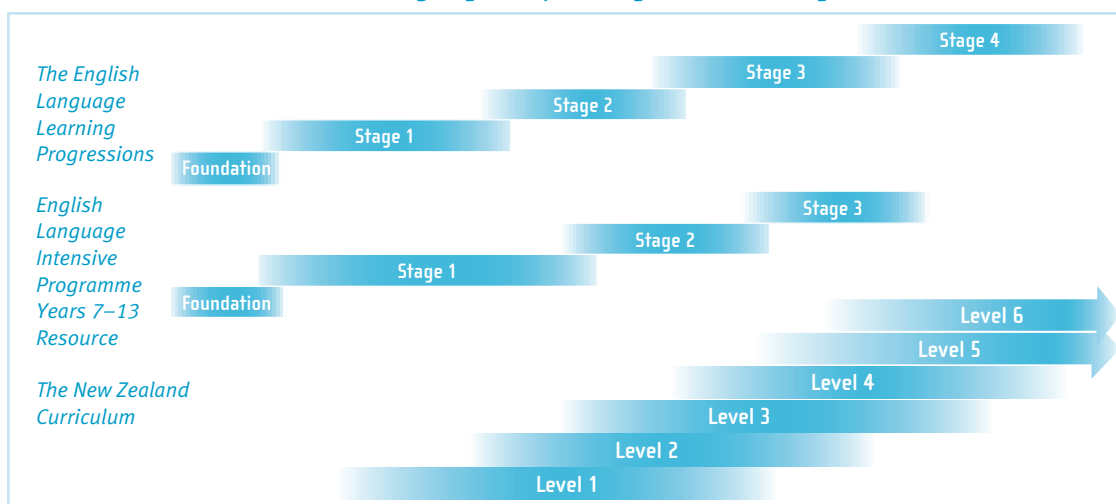 Stage 4
Stage 3
Stage 2
Stage 1
Foundation
The English
Language
Learning
Progressions
Stage 3
Stage 2
Stage 1
Foundation
English
Language
Intensive
Programme
Years 7–13
Resource
Level 6
Level 5
Level 4
Level 3
Level 2
Level 1
The New Zealand
Curriculum